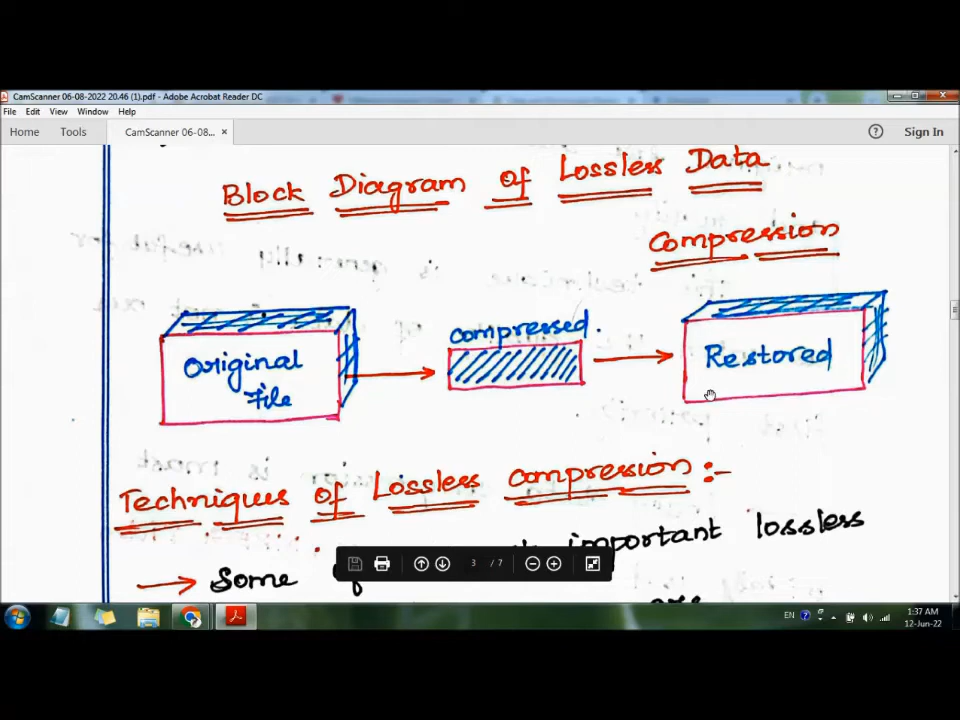 CamScanner 06-08-2022 20.46 (1).pdf - Adobe Acrobat Reader DC
File Edit View Window Help
Home Tools CamScanner 06-08... × Sign In
Block Diagram of Lossless Data
Compression
Original
File
compressed.
Restored
Techniques of Lossless compression :-
important lossless
→ Some
3 / 7
EN
1:37 AM
12-Jun-22